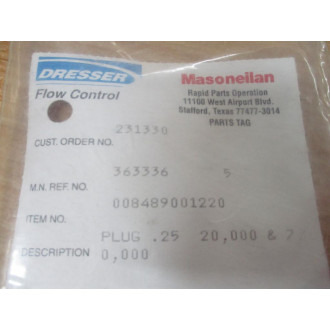 DRESSER
Flow Control
Masoneilan
Rapid Parts Operation
11100 West Airport Blvd.
Stafford, Texas 77477-3014
PARTS TAG
231330
CUST. ORDER NO.
363336 5
M.N. REF. NO.
008489001220
ITEM NO.
PLUG .25 20,000 & 7
DESCRIPTION 0,000